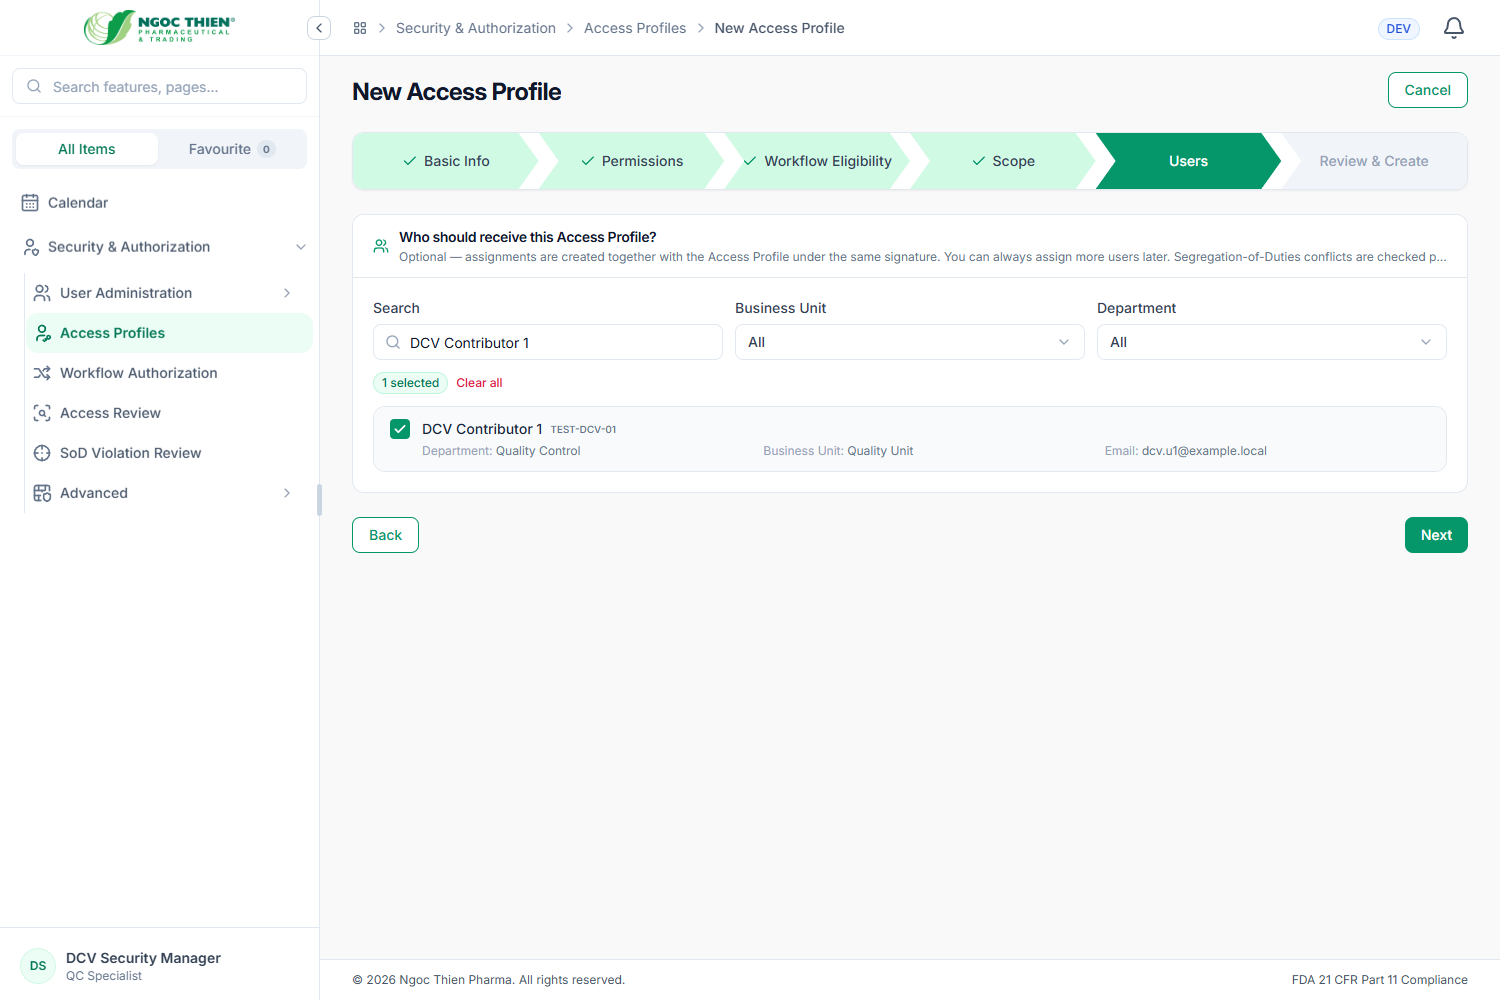 NGOC THIEN®
PHARMACEUTICAL
& TRADING
Security & Authorization
Access Profiles
New Access Profile
DEV
Search features, pages...
All Items
Favourite 0
Calendar
Security & Authorization
User Administration
Access Profiles
Workflow Authorization
Access Review
SoD Violation Review
Advanced
DS
DCV Security Manager
QC Specialist
New Access Profile
Cancel
Basic Info
Permissions
Workflow Eligibility
Scope
Users
Review & Create
Who should receive this Access Profile?
Optional — assignments are created together with the Access Profile under the same signature. You can always assign more users later. Segregation-of-Duties conflicts are checked p...
Search
Business Unit
Department
DCV Contributor 1
All
All
1 selected
Clear all
DCV Contributor 1 TEST-DCV-01
Department: Quality Control
Business Unit: Quality Unit
Email: dcv.u1@example.local
Back
Next
© 2026 Ngoc Thien Pharma. All rights reserved.
FDA 21 CFR Part 11 Compliance